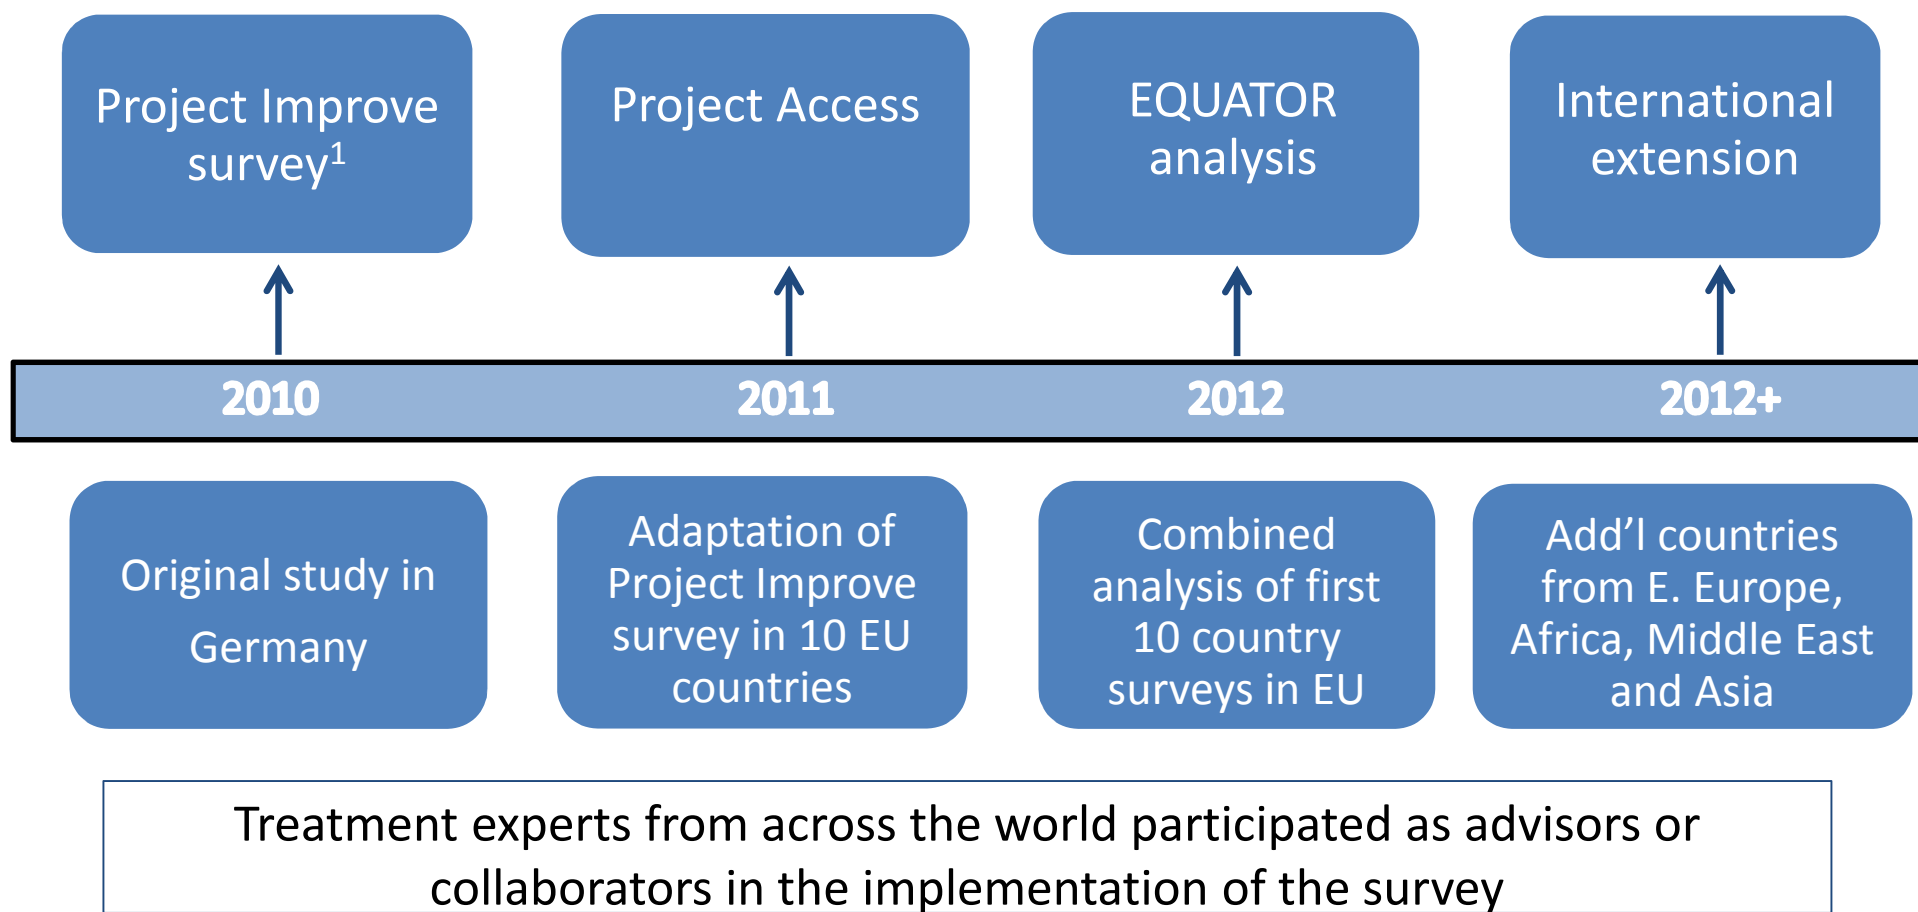 Project Improve
survey1
Project Access
EQUATOR
analysis
International
extension
2010
2011
2012
2012+
Original study in
Germany
Adaptation of
Project Improve
survey in 10 EU
countries
Combined
analysis of first
10 country
surveys in EU
Add’l countries
from E. Europe,
Africa, Middle East
and Asia
Treatment experts from across the world participated as advisors or
collaborators in the implementation of the survey